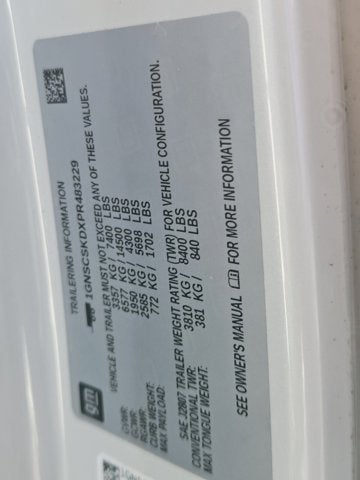 TRAILERING INFORMATION
1GNSCSKDXPR483229
VEHICLE AND TRAILER MUST NOT EXCEED ANY OF THESE VALUES.
gm
GVWR: 3357 KG/ 7400 LBS
GCWR: 6577 KG/ 14500 LBS
RGAWR: 1950 KG/ 4300 LBS
CURB WEIGHT: 2585 KG/ 5698 LBS
MAX PAYLOAD: 772 KG/ 1702 LBS
SAE J2807 TRAILER WEIGHT RATING (TWR) FOR VEHICLE CONFIGURATION.
CONVENTIONAL TWR: 3810 KG/ 8400 LBS
MAX TONGUE WEIGHT: 381 KG/ 840 LBS
SEE OWNER'S MANUAL FOR MORE INFORMATION